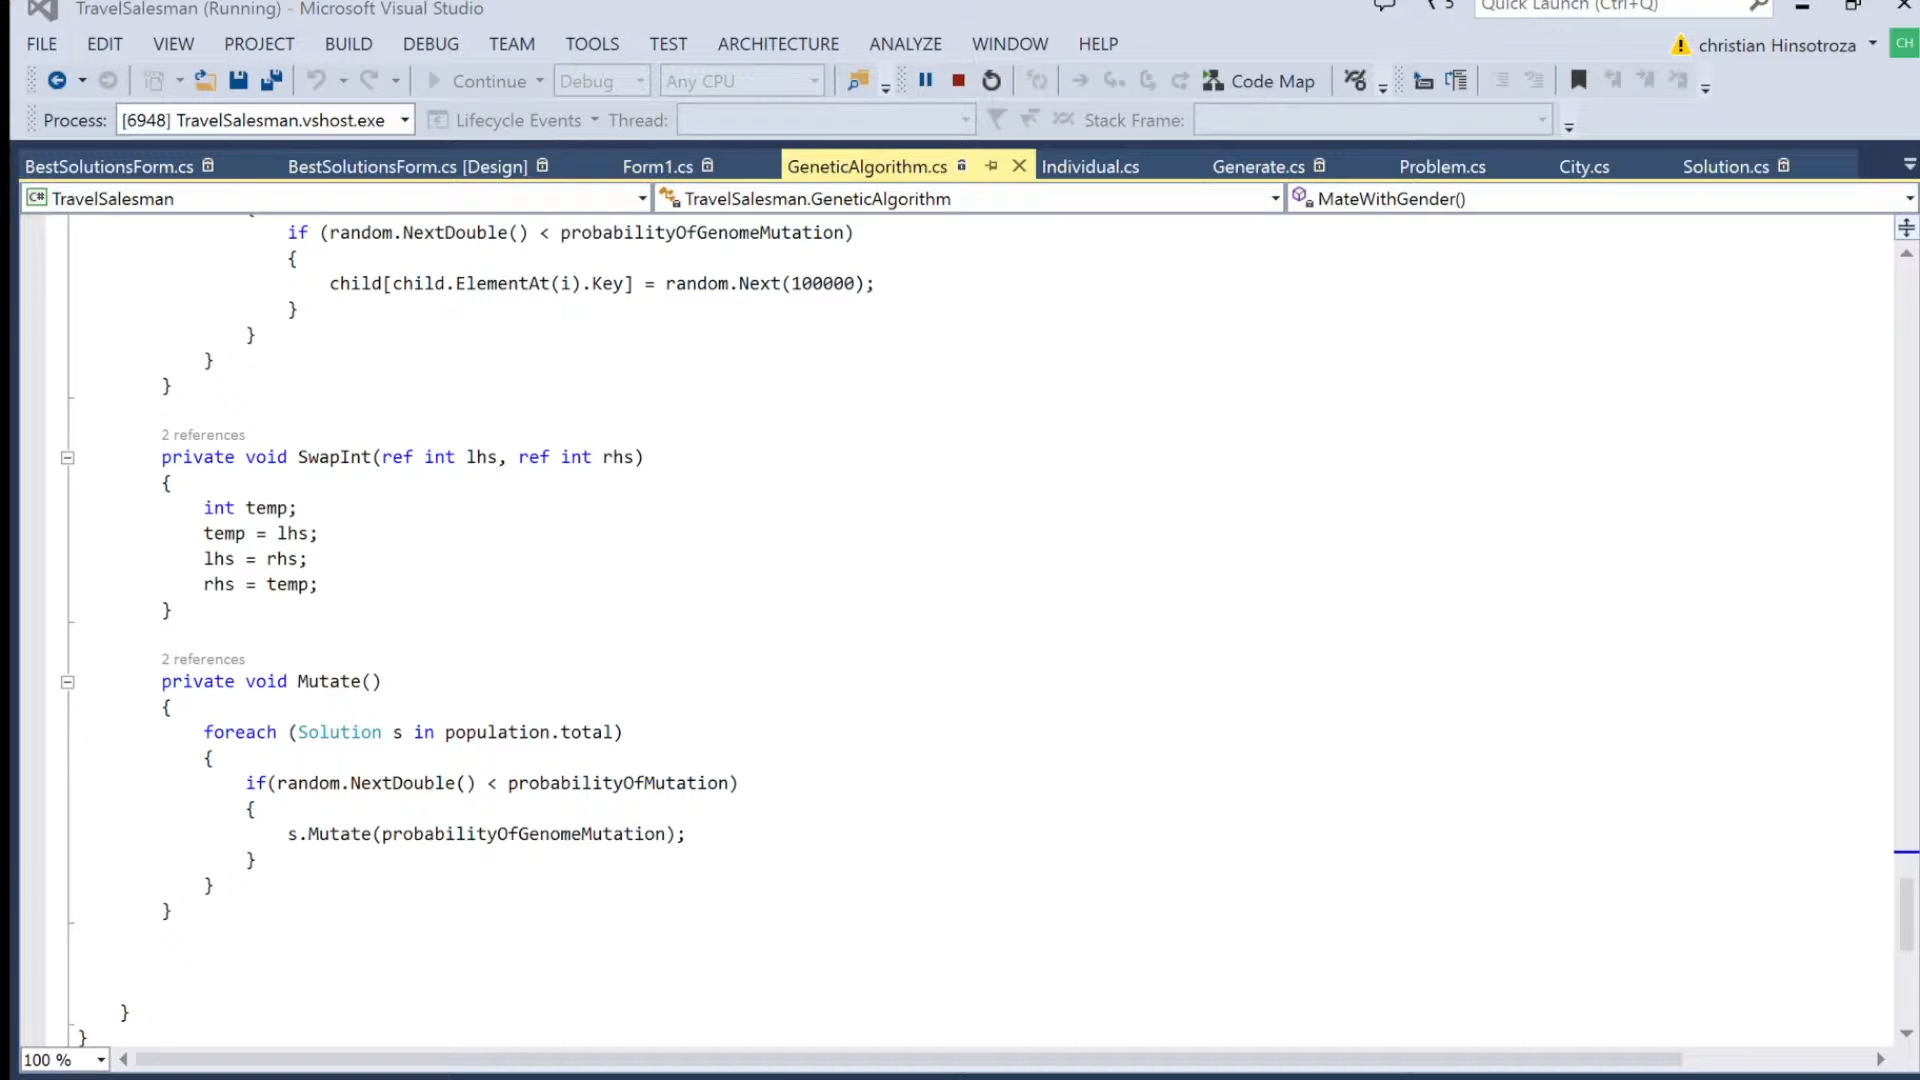 TravelSalesman (Running) - Microsoft Visual Studio
5
Quick Launch (Ctrl+Q)
FILE EDIT VIEW PROJECT BUILD DEBUG TEAM TOOLS TEST ARCHITECTURE ANALYZE WINDOW HELP
christian Hinsotroza
CH
Continue Debug Any CPU Code Map
Process: [6948] TravelSalesman.vshost.exe Lifecycle Events Thread: Stack Frame:
BestSolutionsForm.cs BestSolutionsForm.cs [Design] Form1.cs GeneticAlgorithm.cs Individual.cs Generate.cs Problem.cs City.cs Solution.cs
C# TravelSalesman TravelSalesman.GeneticAlgorithm MateWithGender()
{
if (random.NextDouble() < probabilityOfGenomeMutation)
{
child[child.ElementAt(i).Key] = random.Next(100000);
}
}
}
}
2 references
private void SwapInt(ref int lhs, ref int rhs)
{
int temp;
temp = lhs;
lhs = rhs;
rhs = temp;
}
2 references
private void Mutate()
{
foreach (Solution s in population.total)
{
if(random.NextDouble() < probabilityOfMutation)
{
s.Mutate(probabilityOfGenomeMutation);
}
}
}
}
}
100 %